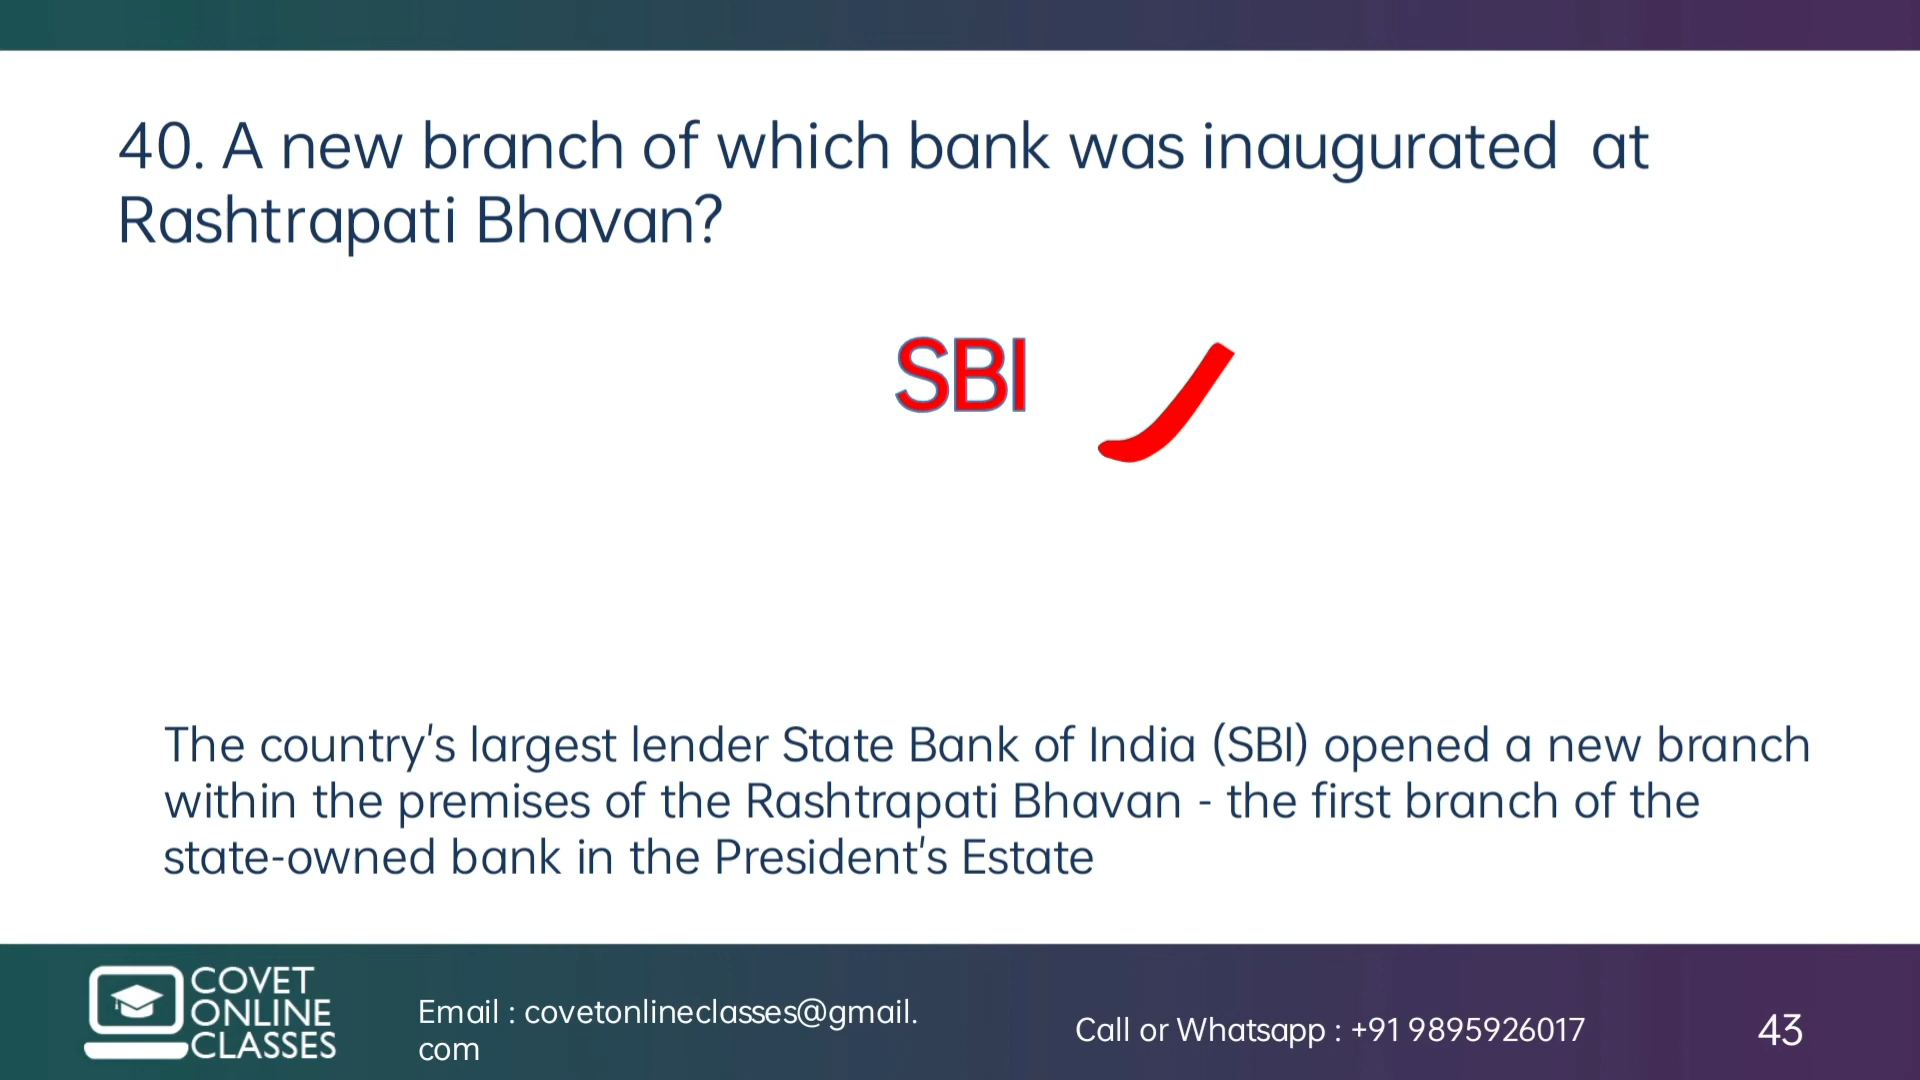 40. A new branch of which bank was inaugurated  at
Rashtrapati Bhavan?
SBI
The country's largest lender State Bank of India (SBI) opened a new branch
within the premises of the Rashtrapati Bhavan - the first branch of the
state-owned bank in the President's Estate
COVET
ONLINE
CLASSES
Email : covetonlineclasses@gmail.
com
Call or Whatsapp : +91 9895926017
43